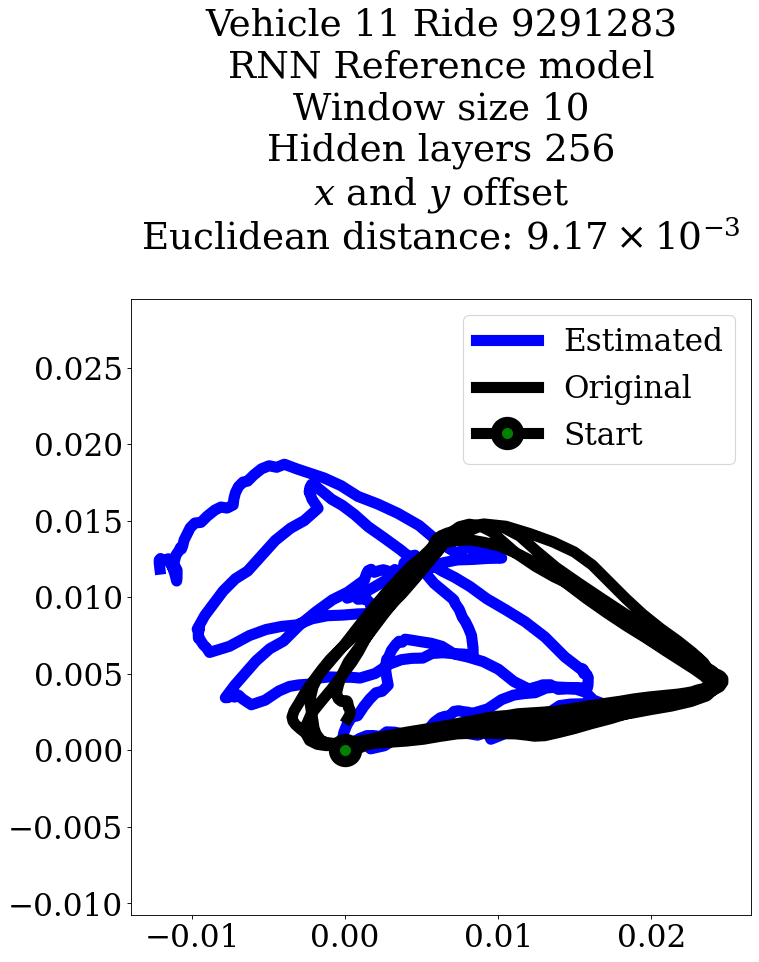 Vehicle 11 Ride 9291283
RNN Reference model
Window size 10
Hidden layers 256
x and y offset
Euclidean distance: 9.17 × 10⁻³
Estimated
Original
Start
0.025
0.020
0.015
0.010
0.005
0.000
−0.005
−0.010
−0.01
0.00
0.01
0.02